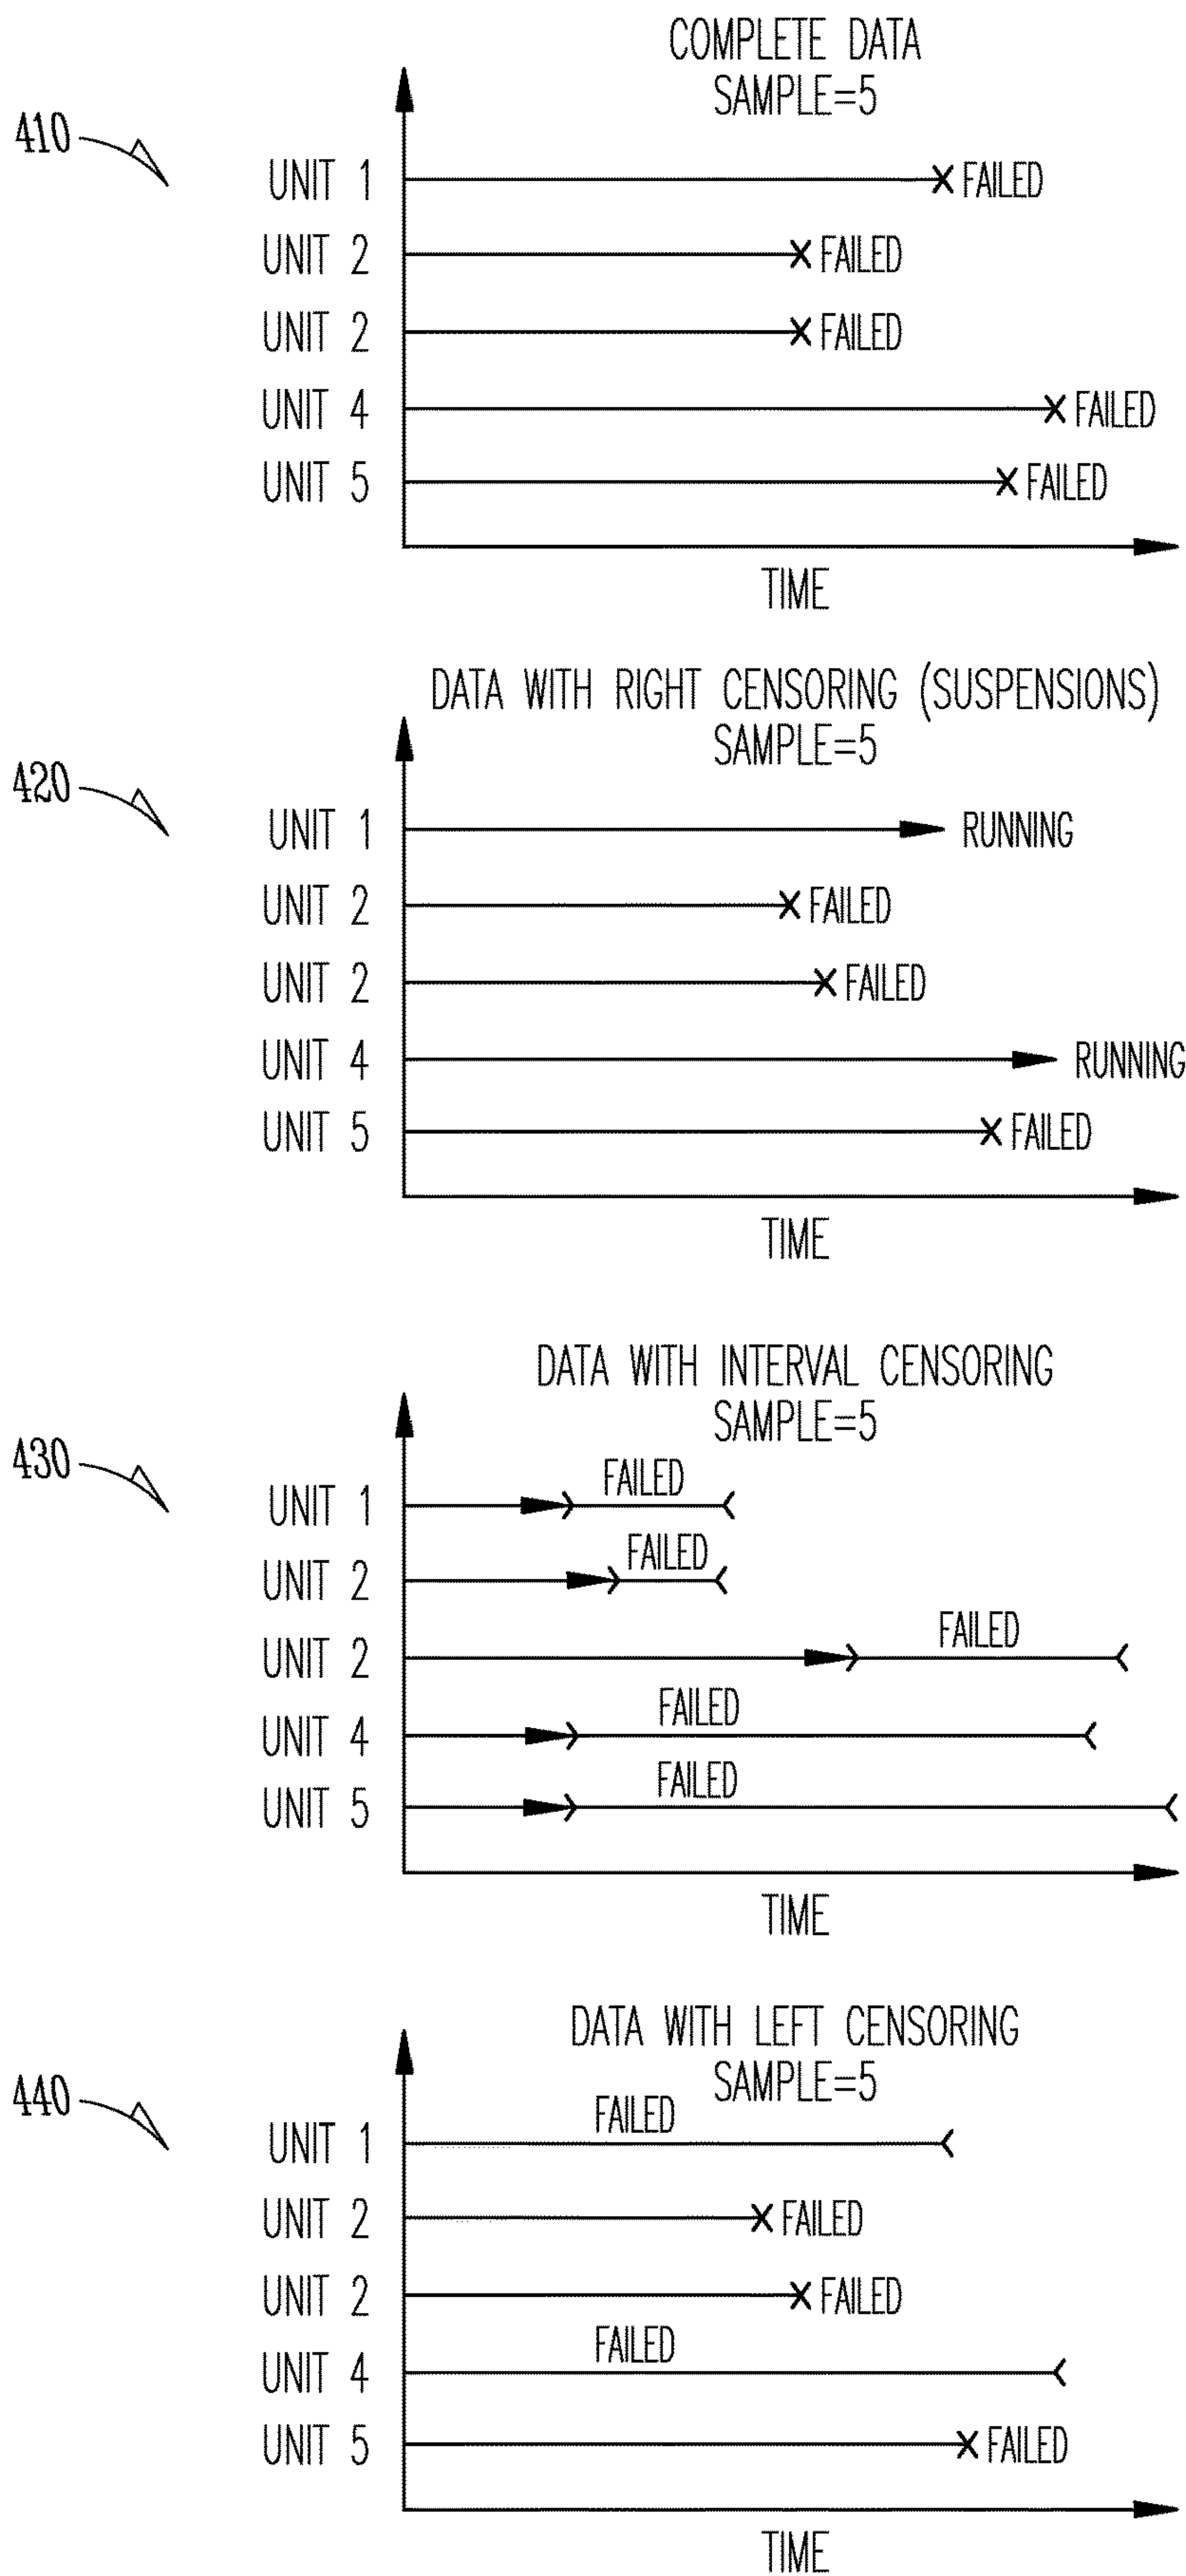 COMPLETE DATA
SAMPLE=5
410
UNIT 1 FAILED
UNIT 2 FAILED
UNIT 2 FAILED
UNIT 4 FAILED
UNIT 5 FAILED
TIME
DATA WITH RIGHT CENSORING (SUSPENSIONS)
SAMPLE=5
420
UNIT 1 RUNNING
UNIT 2 FAILED
UNIT 2 FAILED
UNIT 4 RUNNING
UNIT 5 FAILED
TIME
DATA WITH INTERVAL CENSORING
SAMPLE=5
430
UNIT 1 FAILED
UNIT 2 FAILED
UNIT 2 FAILED
UNIT 4 FAILED
UNIT 5 FAILED
TIME
DATA WITH LEFT CENSORING
SAMPLE=5
440
UNIT 1 FAILED
UNIT 2 FAILED
UNIT 2 FAILED
UNIT 4 FAILED
UNIT 5 FAILED
TIME